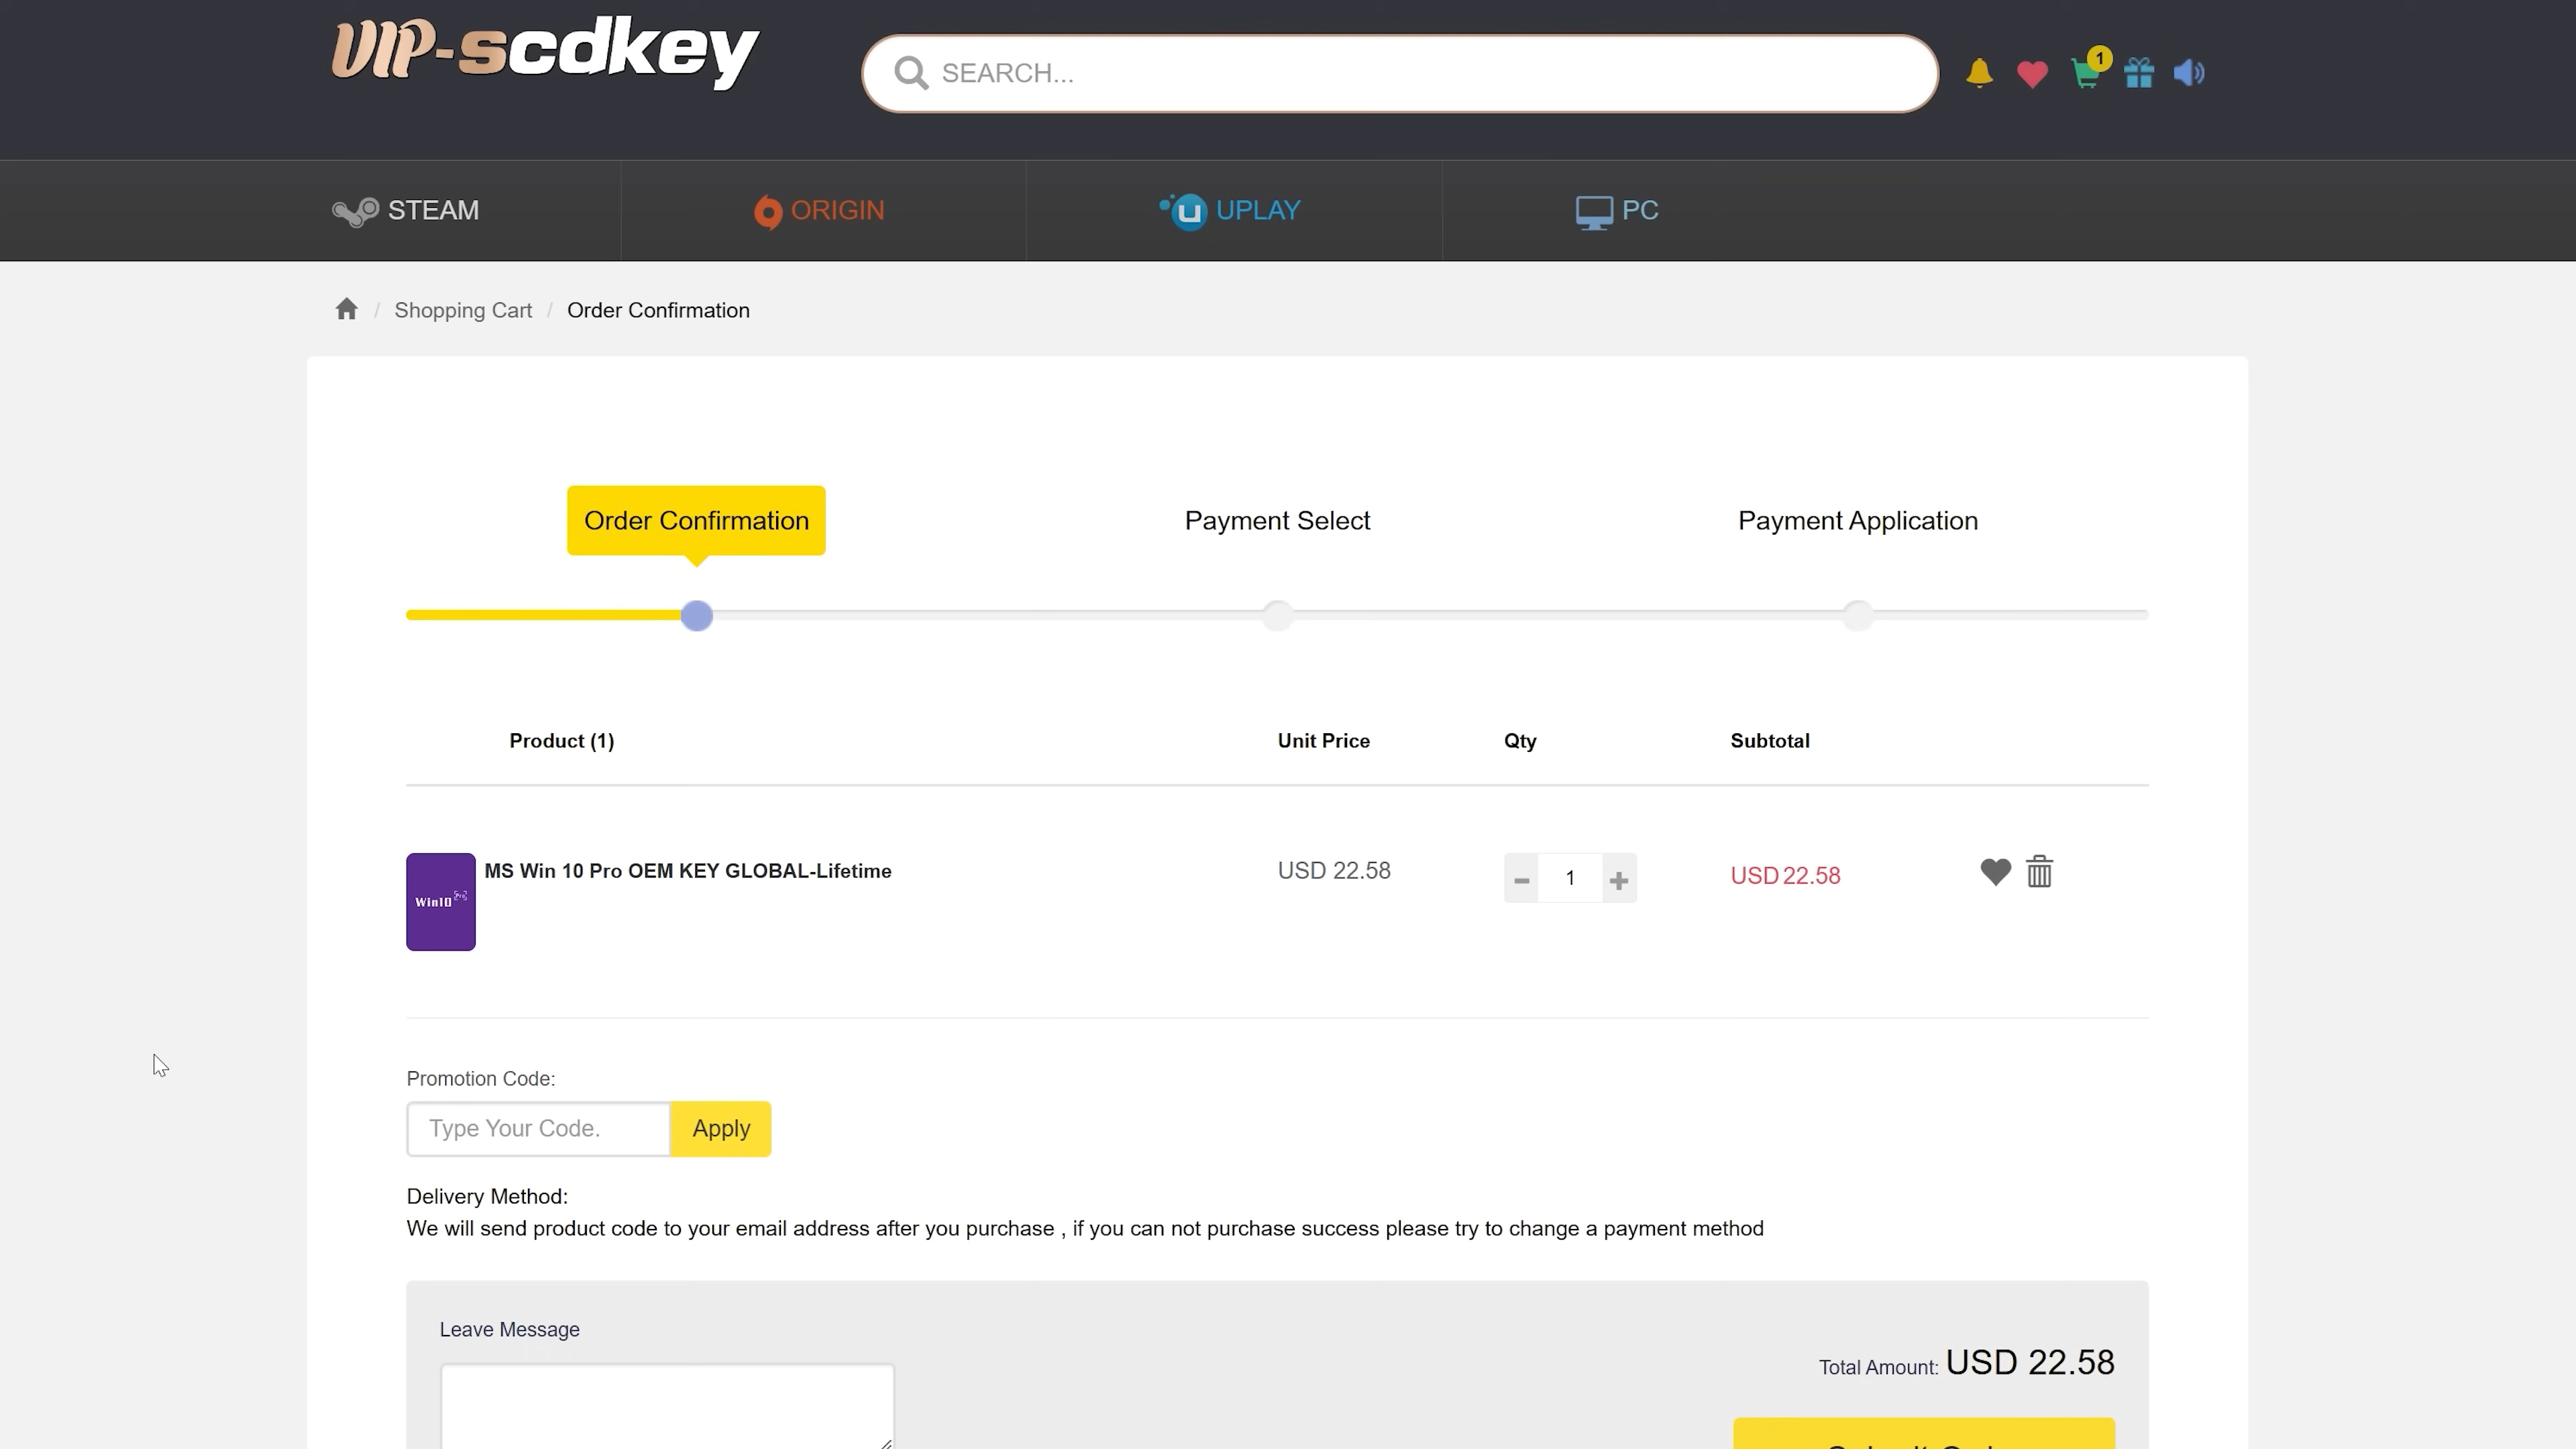 VIP-scdkey
SEARCH...
1
STEAM
ORIGIN
UPLAY
PC
/ Shopping Cart / Order Confirmation
Order Confirmation
Payment Select
Payment Application
Product (1)
Unit Price
Qty
Subtotal
MS Win 10 Pro OEM KEY GLOBAL-Lifetime
USD 22.58
1
USD 22.58
Win10 Pro
Promotion Code:
Type Your Code.
Apply
Delivery Method:
We will send product code to your email address after you purchase , if you can not purchase success please try to change a payment method
Leave Message
Total Amount: USD 22.58